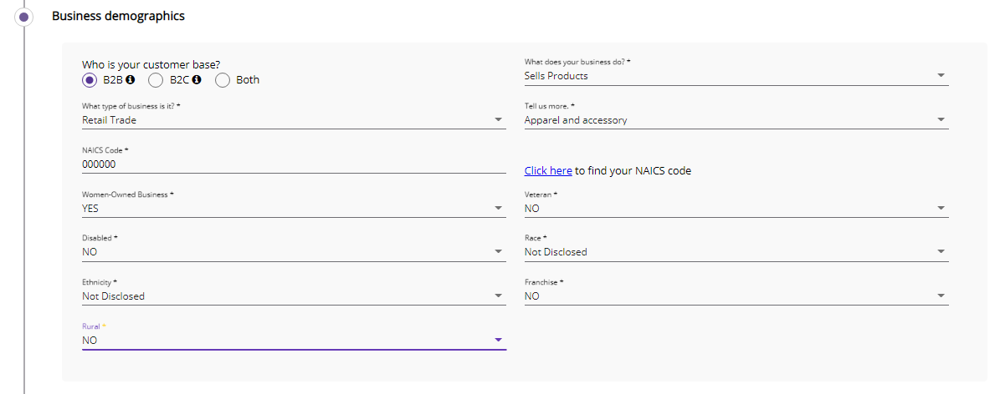 Business demographics
Who is your customer base?
B2B B2C Both
What does your business do? *
Sells Products
What type of business is it? *
Retail Trade
Tell us more. *
Apparel and accessory
NAICS Code *
000000
Click here to find your NAICS code
Women-Owned Business *
YES
Veteran *
NO
Disabled *
NO
Race *
Not Disclosed
Ethnicity *
Not Disclosed
Franchise *
NO
Rural *
NO